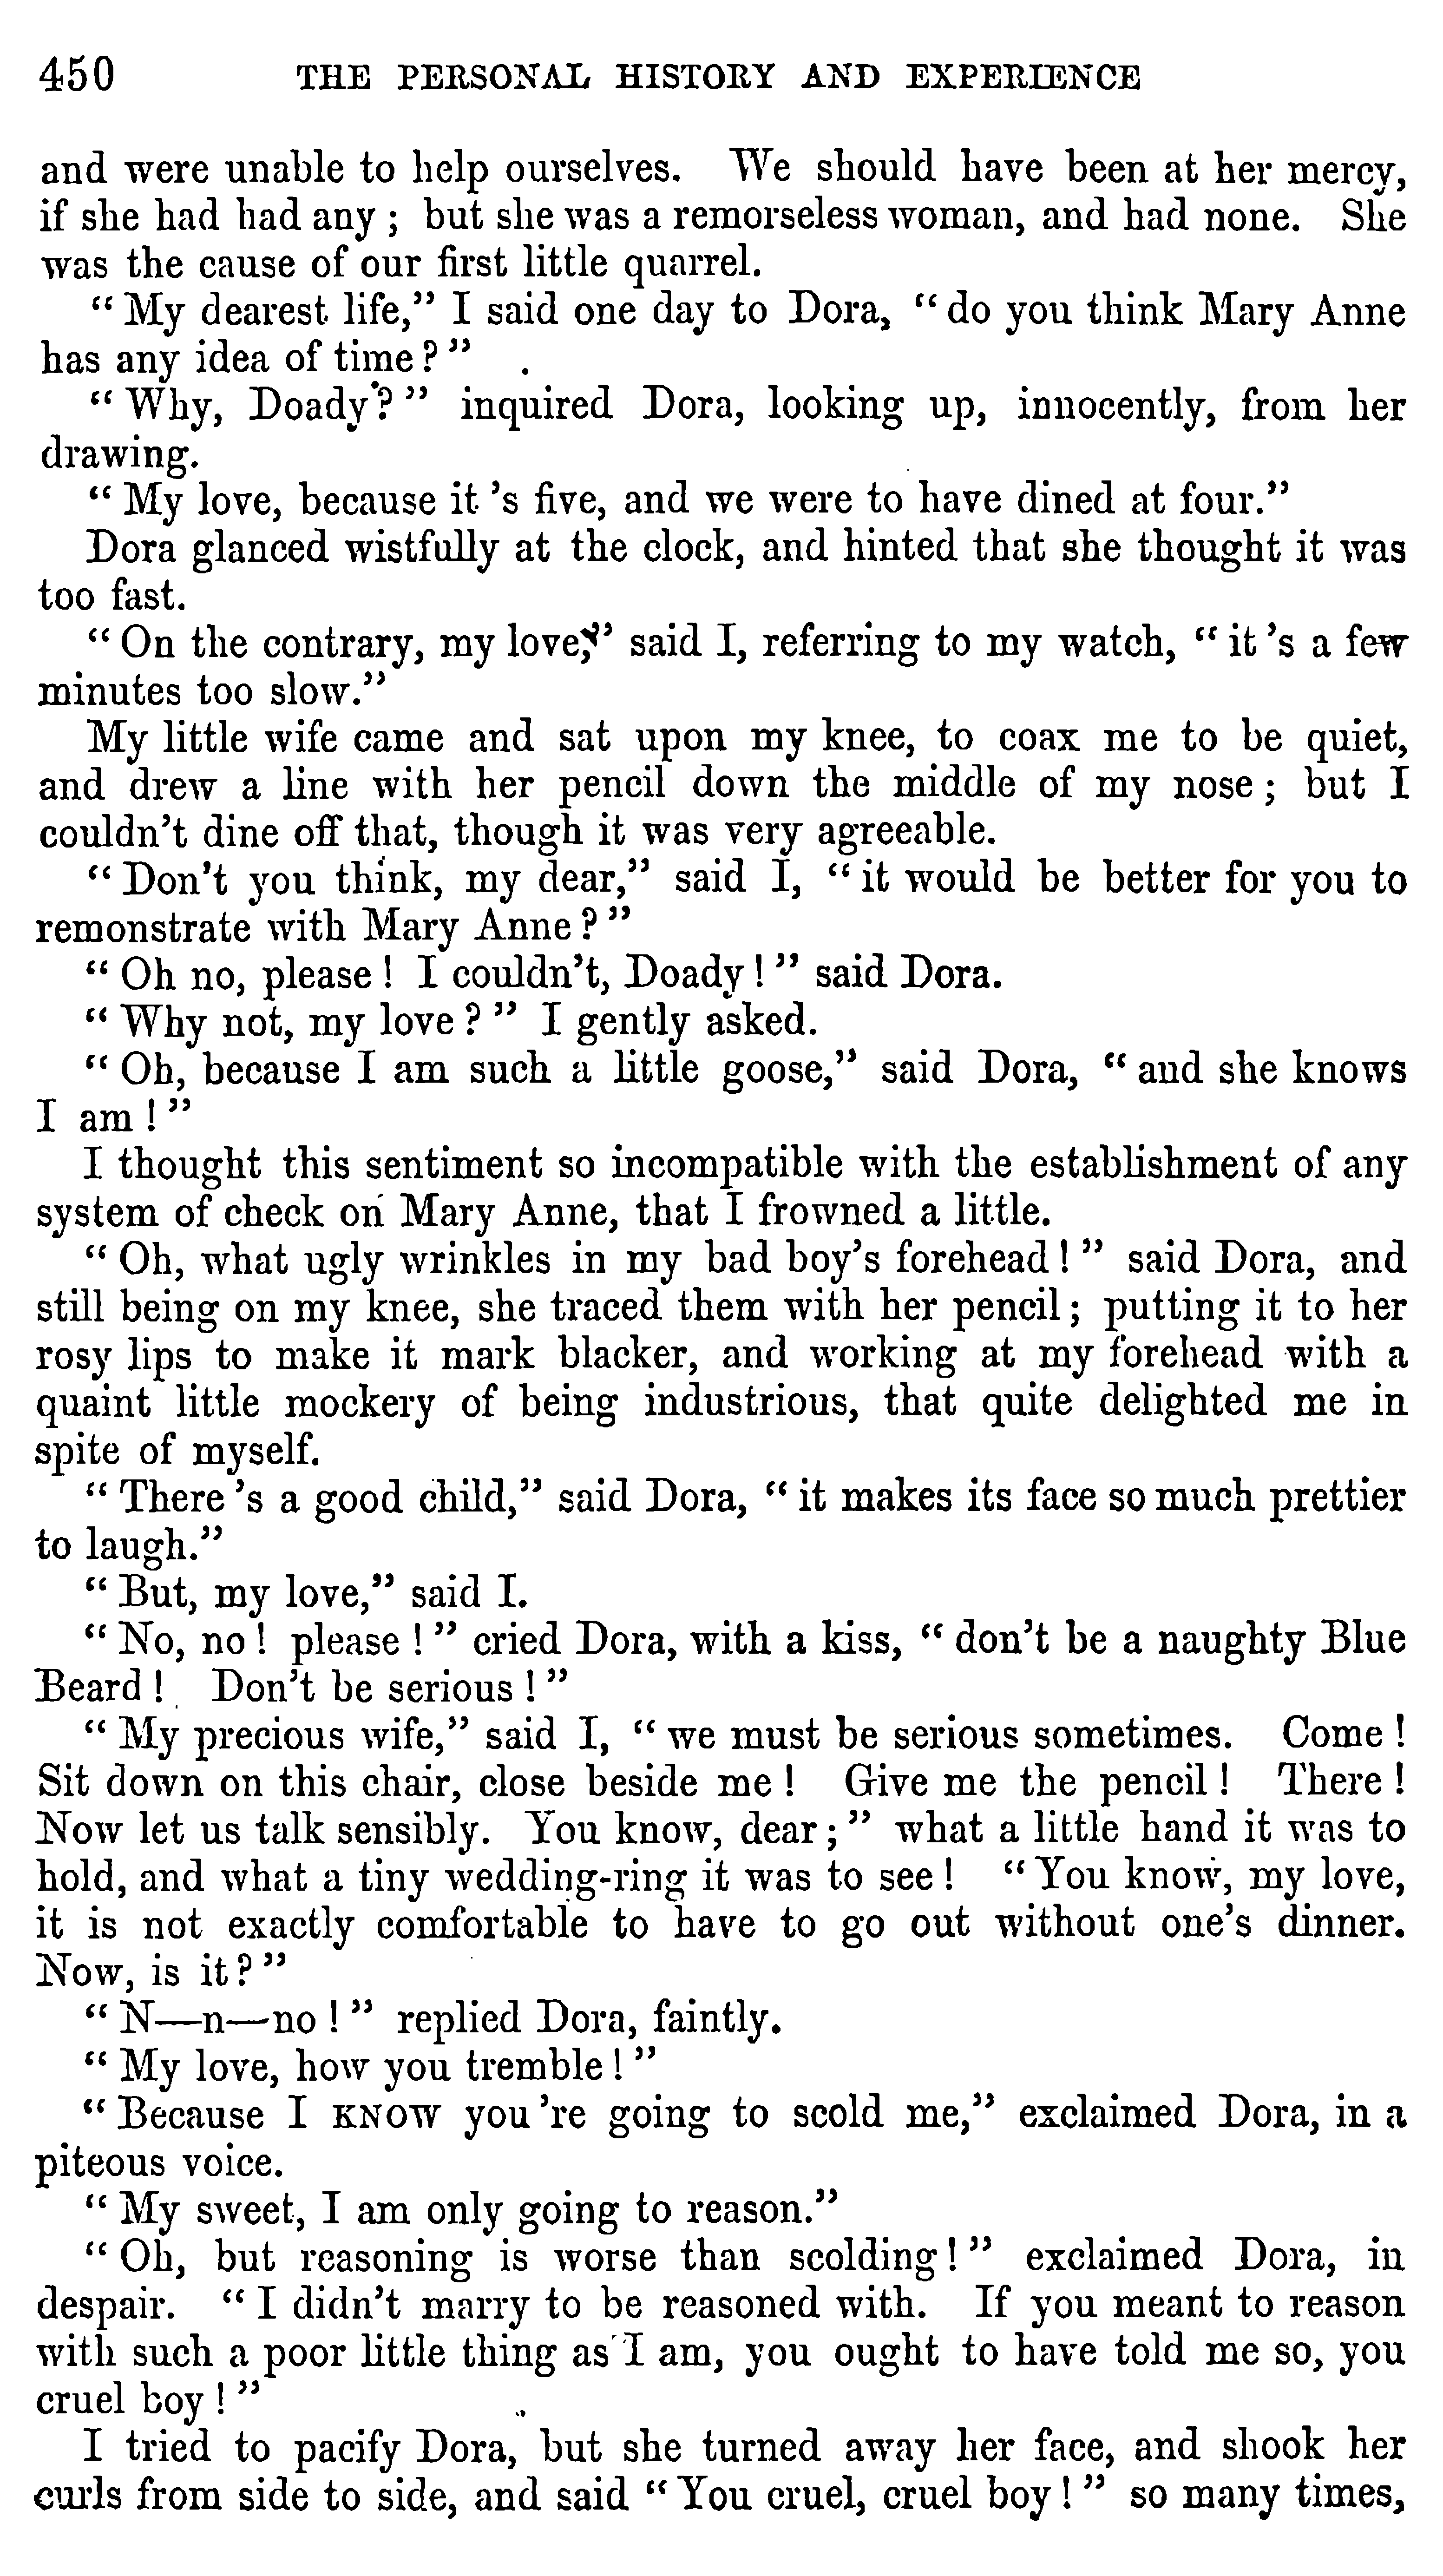 450 THE PERSONAL HISTORY AND EXPERIENCE
and were unable to help ourselves. We should have been at her mercy,
if she had had any ; but she was a remorseless woman, and had none. She
was the cause of our first little quarrel.
“ My dearest life,” I said one day to Dora, “ do you think Mary Anne
has any idea of time ? ”
“ Why, Doady ? ” inquired Dora, looking up, innocently, from her
drawing.
“ My love, because it 's five, and we were to have dined at four.”
Dora glanced wistfully at the clock, and hinted that she thought it was
too fast.
“ On the contrary, my love,” said I, referring to my watch, “ it 's a few
minutes too slow.”
My little wife came and sat upon my knee, to coax me to be quiet,
and drew a line with her pencil down the middle of my nose ; but I
couldn't dine off that, though it was very agreeable.
“ Don't you think, my dear,” said I, “ it would be better for you to
remonstrate with Mary Anne ? ”
“ Oh no, please ! I couldn't, Doady ! ” said Dora.
“ Why not, my love ? ” I gently asked.
“ Oh, because I am such a little goose,” said Dora, “ and she knows
I am ! ”
I thought this sentiment so incompatible with the establishment of any
system of check on Mary Anne, that I frowned a little.
“ Oh, what ugly wrinkles in my bad boy's forehead ! ” said Dora, and
still being on my knee, she traced them with her pencil ; putting it to her
rosy lips to make it mark blacker, and working at my forehead with a
quaint little mockery of being industrious, that quite delighted me in
spite of myself.
“ There 's a good child,” said Dora, “ it makes its face so much prettier
to laugh.”
“ But, my love,” said I.
“ No, no ! please ! ” cried Dora, with a kiss, “ don't be a naughty Blue
Beard ! Don't be serious ! ”
“ My precious wife,” said I, “ we must be serious sometimes. Come !
Sit down on this chair, close beside me ! Give me the pencil ! There !
Now let us talk sensibly. You know, dear ; ” what a little hand it was to
hold, and what a tiny wedding-ring it was to see ! “ You know, my love,
it is not exactly comfortable to have to go out without one's dinner.
Now, is it ? ”
“ N—n—no ! ” replied Dora, faintly.
“ My love, how you tremble ! ”
“ Because I KNOW you 're going to scold me,” exclaimed Dora, in a
piteous voice.
“ My sweet, I am only going to reason.”
“ Oh, but reasoning is worse than scolding ! ” exclaimed Dora, in
despair. “ I didn't marry to be reasoned with. If you meant to reason
with such a poor little thing as I am, you ought to have told me so, you
cruel boy ! ”
I tried to pacify Dora, but she turned away her face, and shook her
curls from side to side, and said “ You cruel, cruel boy ! ” so many times,